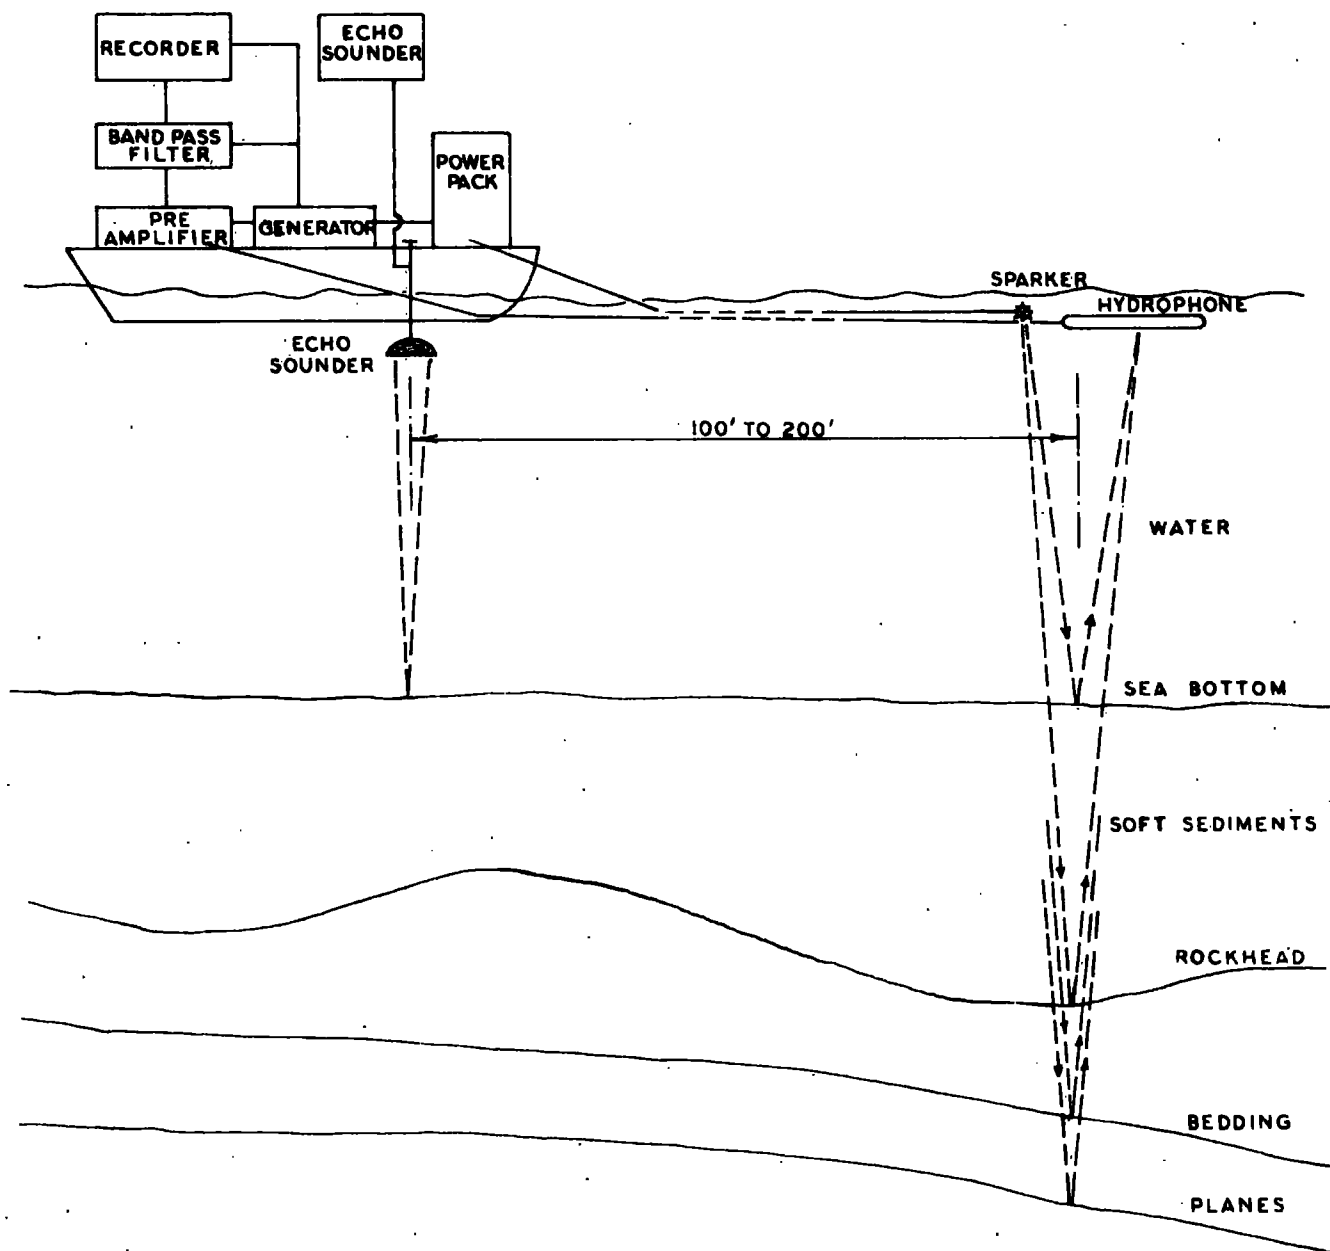 RECORDER
ECHO
SOUNDER
BAND PASS
FILTER
POWER
PACK
PRE
AMPLIFIER
GENERATOR
SPARKER
HYDROPHONE
ECHO
SOUNDER
100' TO 200'
WATER
SEA BOTTOM
SOFT SEDIMENTS
ROCKHEAD
BEDDING
PLANES